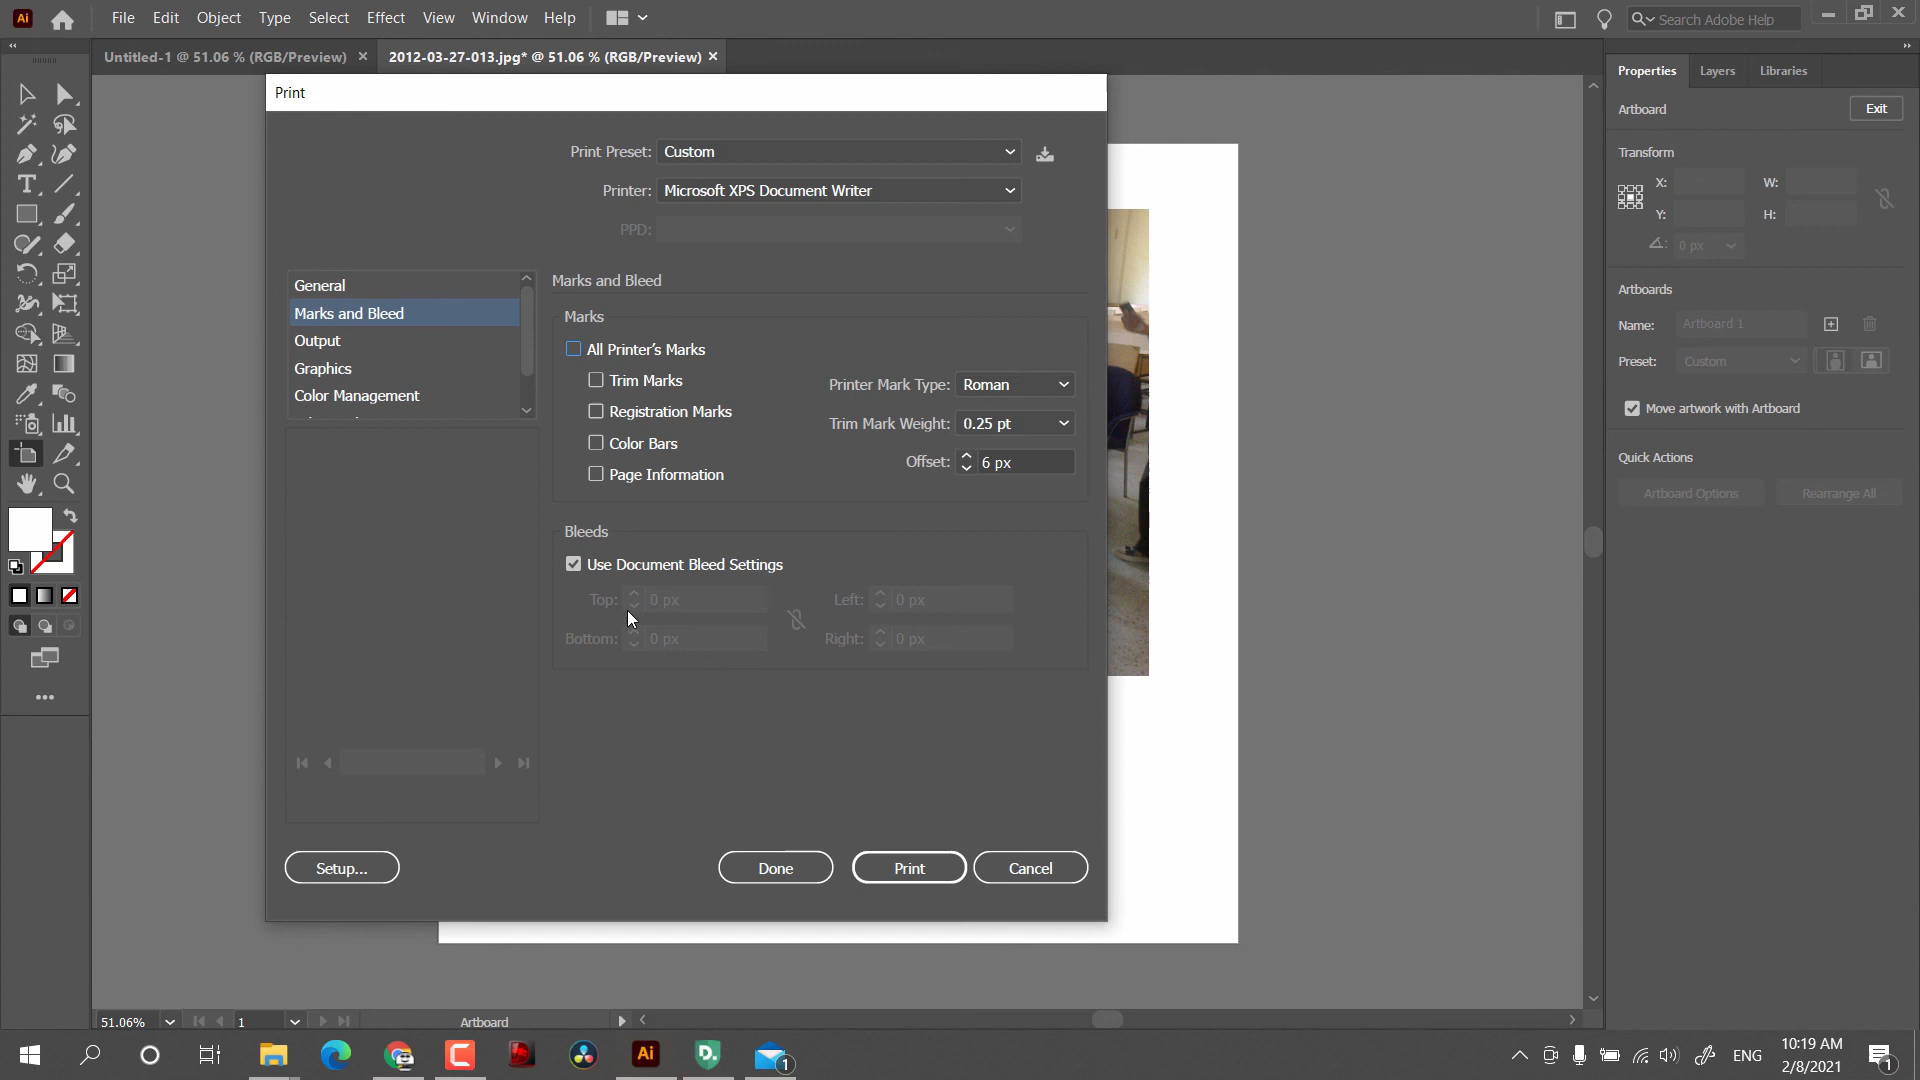 Ai File Edit Object Type Select Effect View Window Help Search Adobe Help
Untitled-1 @ 51.06 % (RGB/Preview) 2012-03-27-013.jpg* @ 51.06 % (RGB/Preview)
Properties Layers Libraries
Print
Artboard Exit
Print Preset: Custom
Transform
Printer: Microsoft XPS Document Writer
X: W:
Y: H:
PPD:
0 px
General
Marks and Bleed
Output
Graphics
Color Management
Marks and Bleed
Marks
All Printer's Marks
Trim Marks
Registration Marks
Color Bars
Page Information
Printer Mark Type: Roman
Trim Mark Weight: 0.25 pt
Offset: 6 px
Bleeds
Use Document Bleed Settings
Top: 0 px Left: 0 px
Bottom: 0 px Right: 0 px
Setup... Done Print Cancel
Artboards
Name: Artboard 1
Preset: Custom
Move artwork with Artboard
Quick Actions
Artboard Options Rearrange All
51.06% 1 Artboard
Ai 1 ENG 10:19 AM
2/8/2021 1